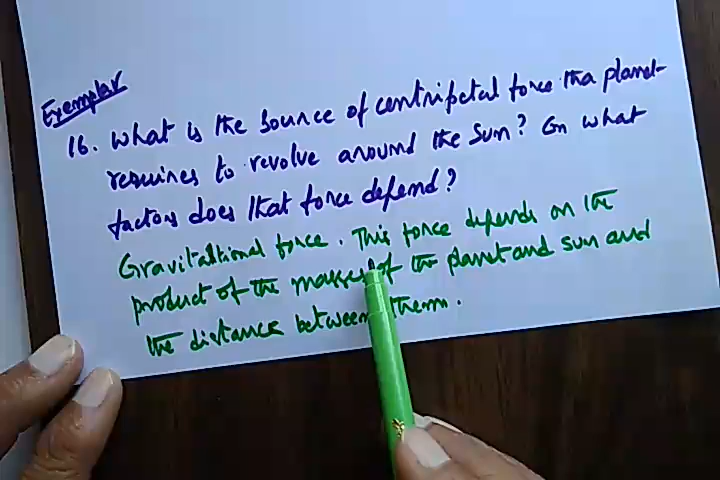 Exemplar
16. What is the source of centripetal force tha planet
requires to revolve around the Sun? On what
factors does that force depend?
Gravitational force. This force depends on the
product of the masses of the planet and sun and
the distance between them.